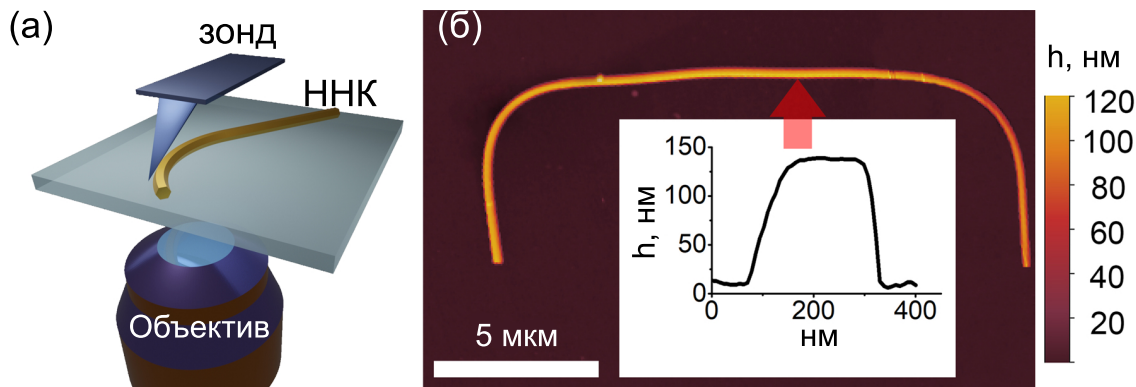 (а)
зонд
ННК
Объектив
(б)
h, нм
120
100
80
60
40
20
150
100
50
0
h, нм
0 200 400
нм
5 мкм